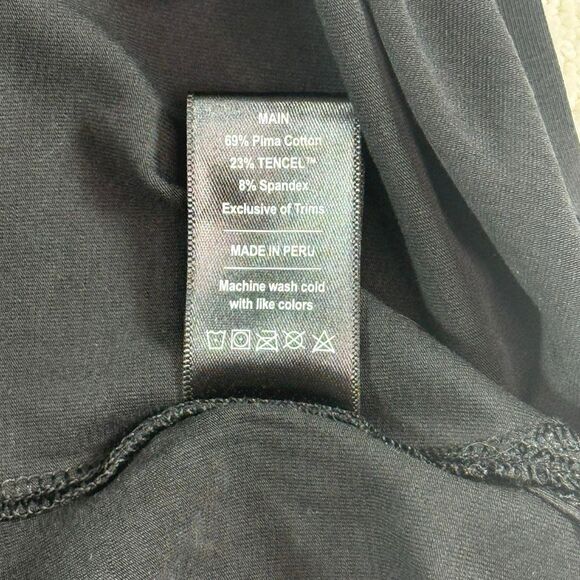 MAIN
69% Pima Cotton
23% TENCEL™
8% Spandex
Exclusive of Trims
MADE IN PERU
Machine wash cold
with like colors